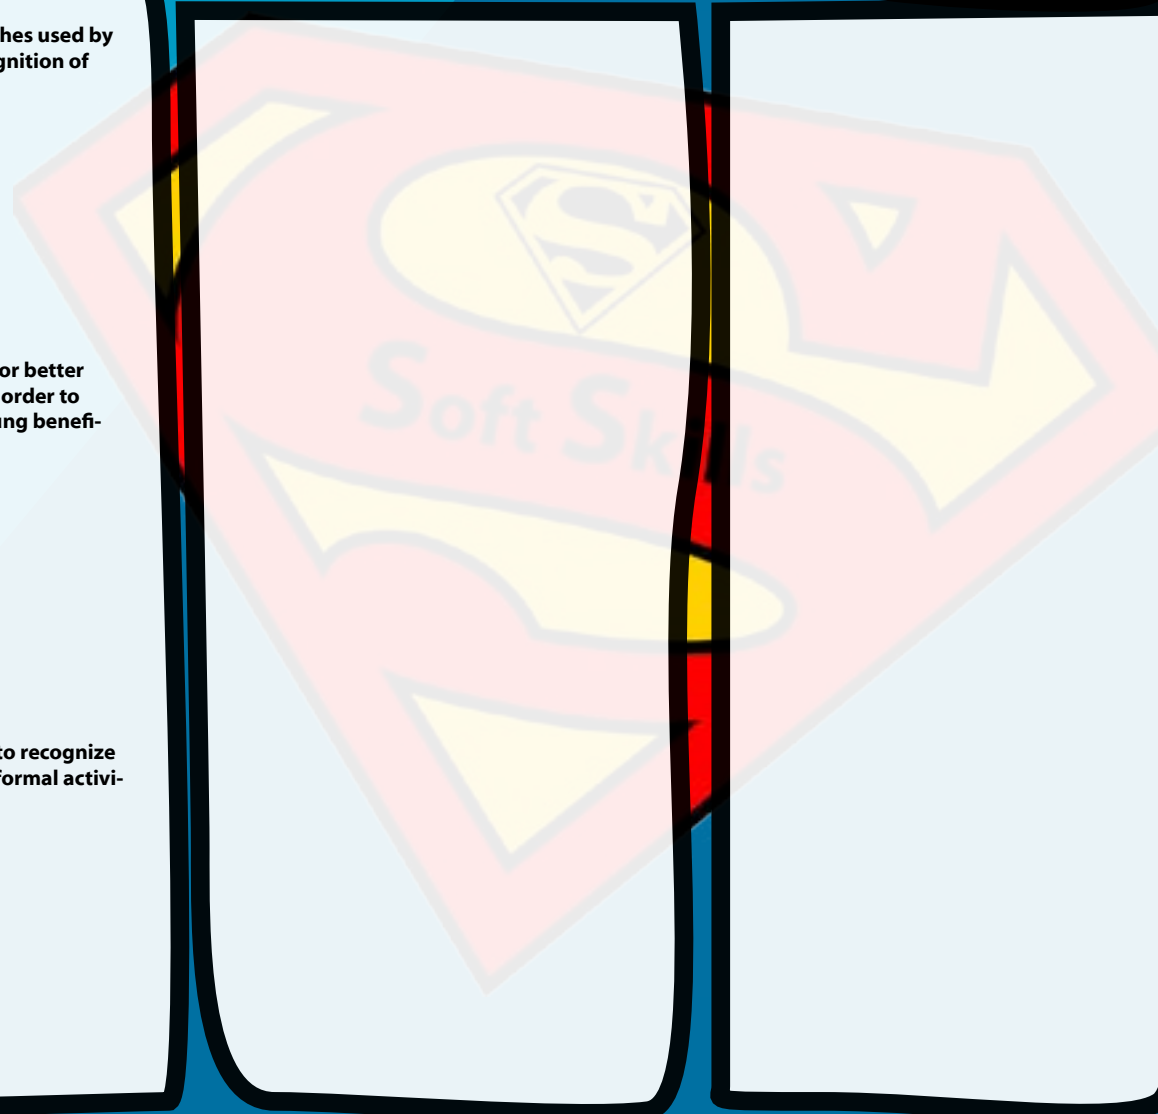 hes used by
gnition of
or better
order to
ung benefi-
to recognize
formal activi-
Soft Skills